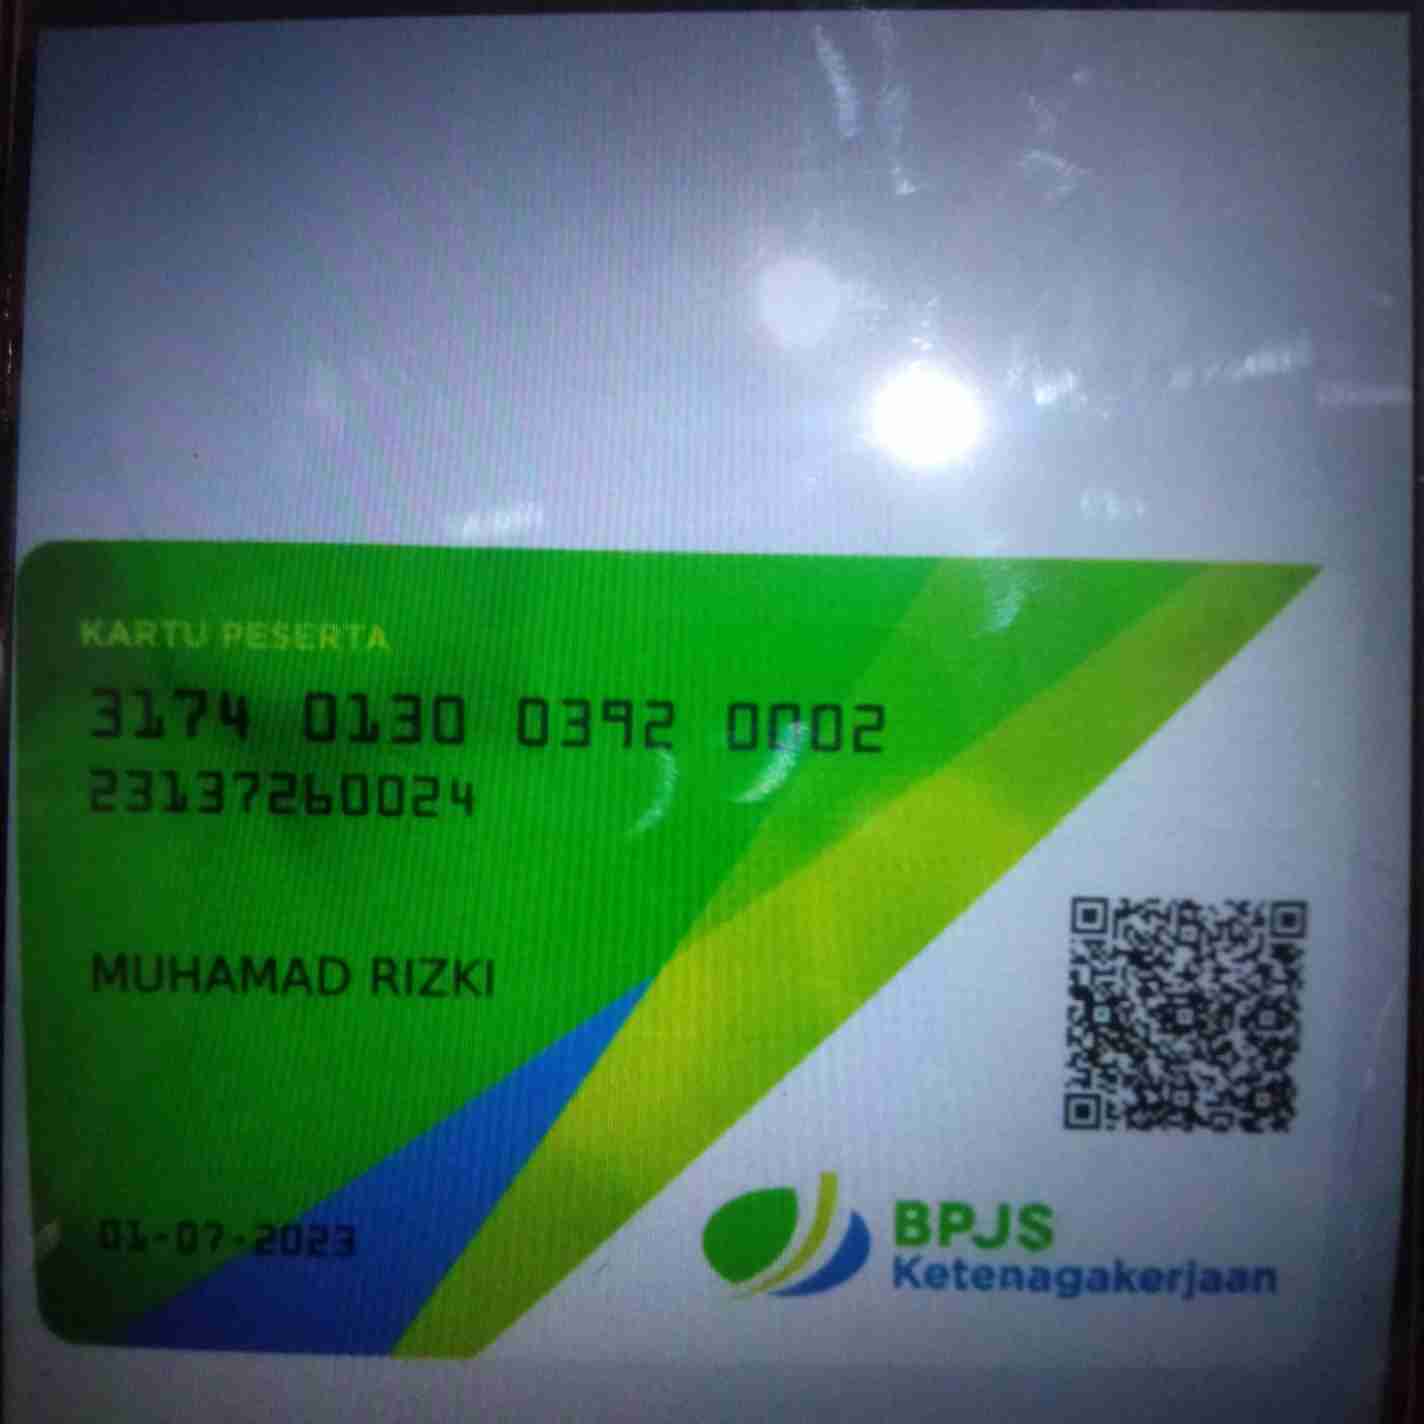 KARTU PESERTA
3174 0130 0392 0002
23137260024
MUHAMAD RIZKI
01-07-2023
BPJS
Ketenagakerjaan